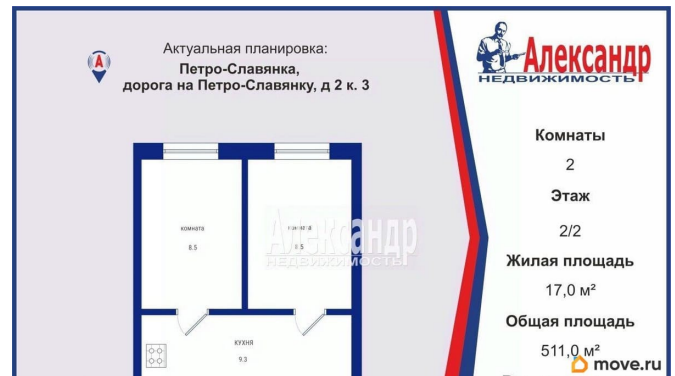 Актуальная планировка:
Петро-Славянка,
дорога на Петро-Славянку, д 2 к. 3
А
комната
8.5
комната
8.5
Александр
НЕДВИЖИМОСТЬ
кухня
9.3
Александр
НЕДВИЖИМОСТЬ
Комнаты
2
Этаж
2/2
Жилая площадь
17,0 м²
Общая площадь
511,0 м²
move.ru